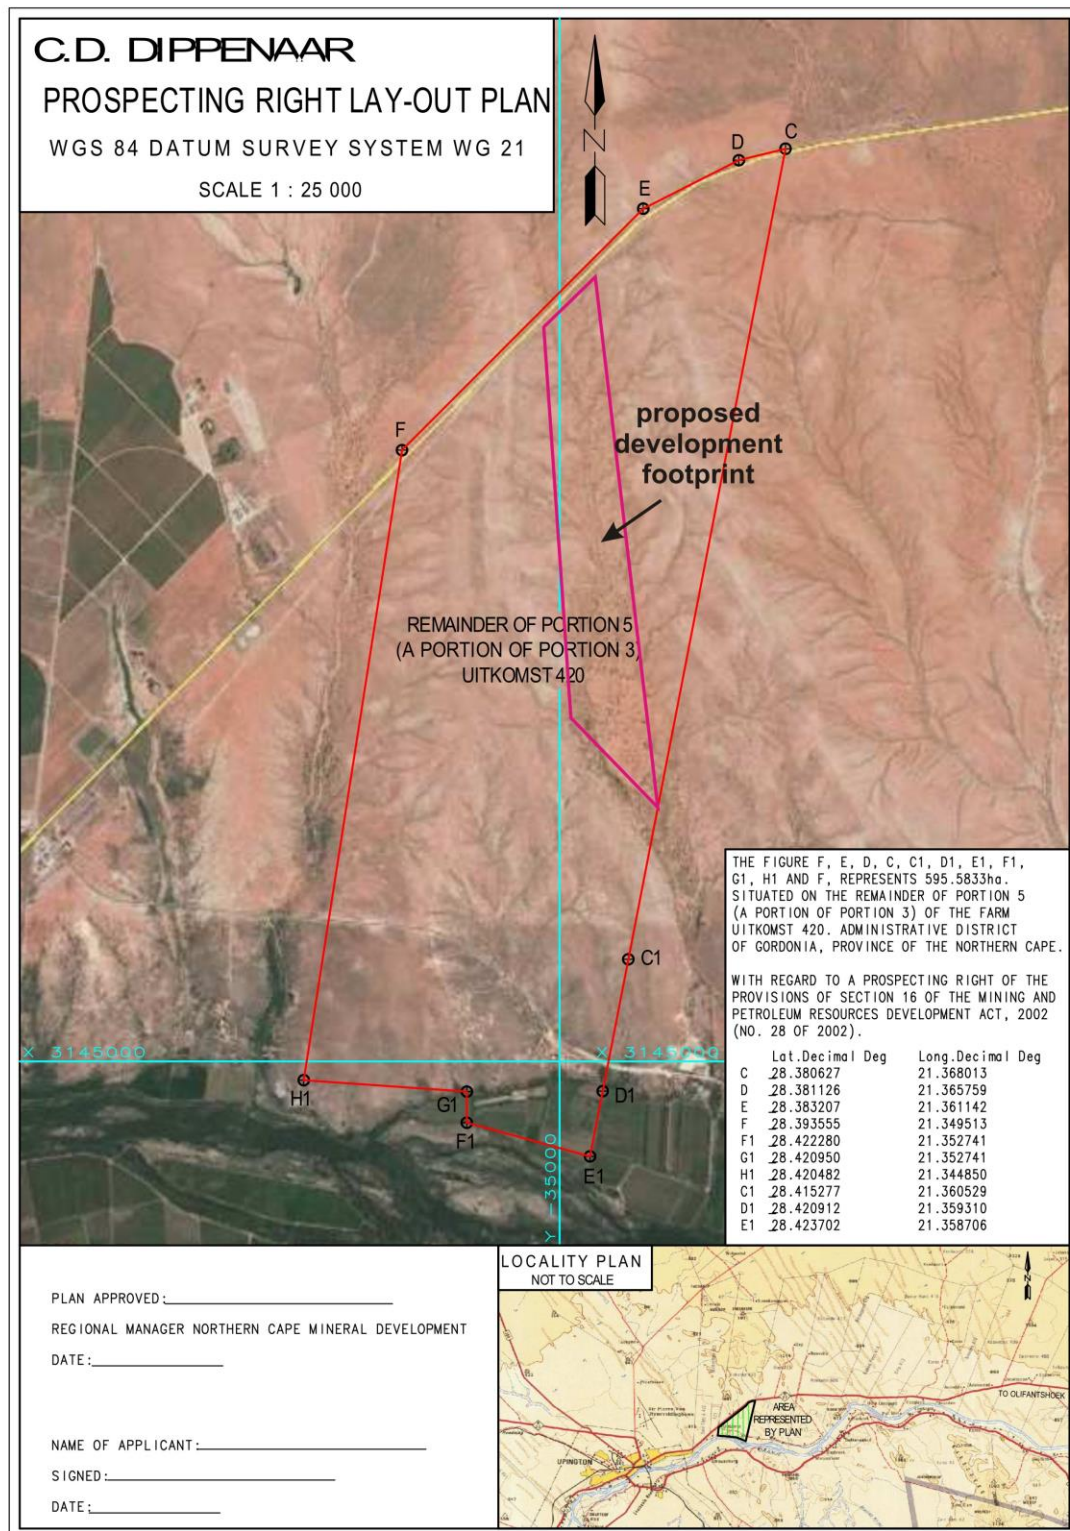 C.D. DIPPENAAR
PROSPECTING RIGHT LAY-OUT PLAN
WGS 84 DATUM SURVEY SYSTEM WG 21
SCALE 1 : 25 000
N
C
D
E
F
proposed
development
footprint
REMAINDER OF PORTION 5
(A PORTION OF PORTION 3)
UITKOMST 420
THE FIGURE F, E, D, C, C1, D1, E1, F1,
G1, H1 AND F, REPRESENTS 595.5833ha.
SITUATED ON THE REMAINDER OF PORTION 5
(A PORTION OF PORTION 3) OF THE FARM
UITKOMST 420. ADMINISTRATIVE DISTRICT
OF GORDONIA, PROVINCE OF THE NORTHERN CAPE.
WITH REGARD TO A PROSPECTING RIGHT OF THE
PROVISIONS OF SECTION 16 OF THE MINING AND
PETROLEUM RESOURCES DEVELOPMENT ACT, 2002
(NO. 28 OF 2002).
Lat.Decimal Deg Long.Decimal Deg
C 28.380627 21.368013
D 28.381126 21.365759
E 28.383207 21.361142
F 28.393555 21.349513
F1 28.422280 21.352741
G1 28.420950 21.352741
H1 28.420482 21.344850
C1 28.415277 21.360529
D1 28.420912 21.359310
E1 28.423702 21.358706
C1
X 3145000
X 3145000
H1
G1
D1
F1
E1
Y -35000
PLAN APPROVED:
REGIONAL MANAGER NORTHERN CAPE MINERAL DEVELOPMENT
DATE:
NAME OF APPLICANT:
SIGNED:
DATE:
LOCALITY PLAN
NOT TO SCALE
N
TO OLIFANTSHOEK
AREA
REPRESENTED
BY PLAN
UPINGTON